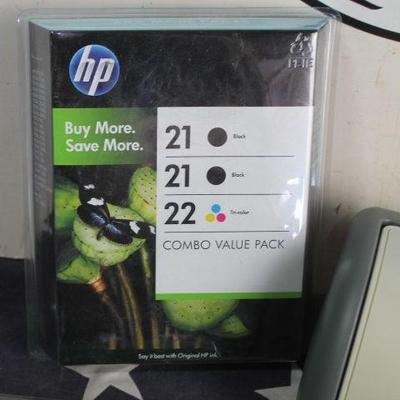 hp
Buy More.
Save More.
21 Black
21 Black
22 Tri-color
COMBO VALUE PACK
Say it best with Original HP ink.